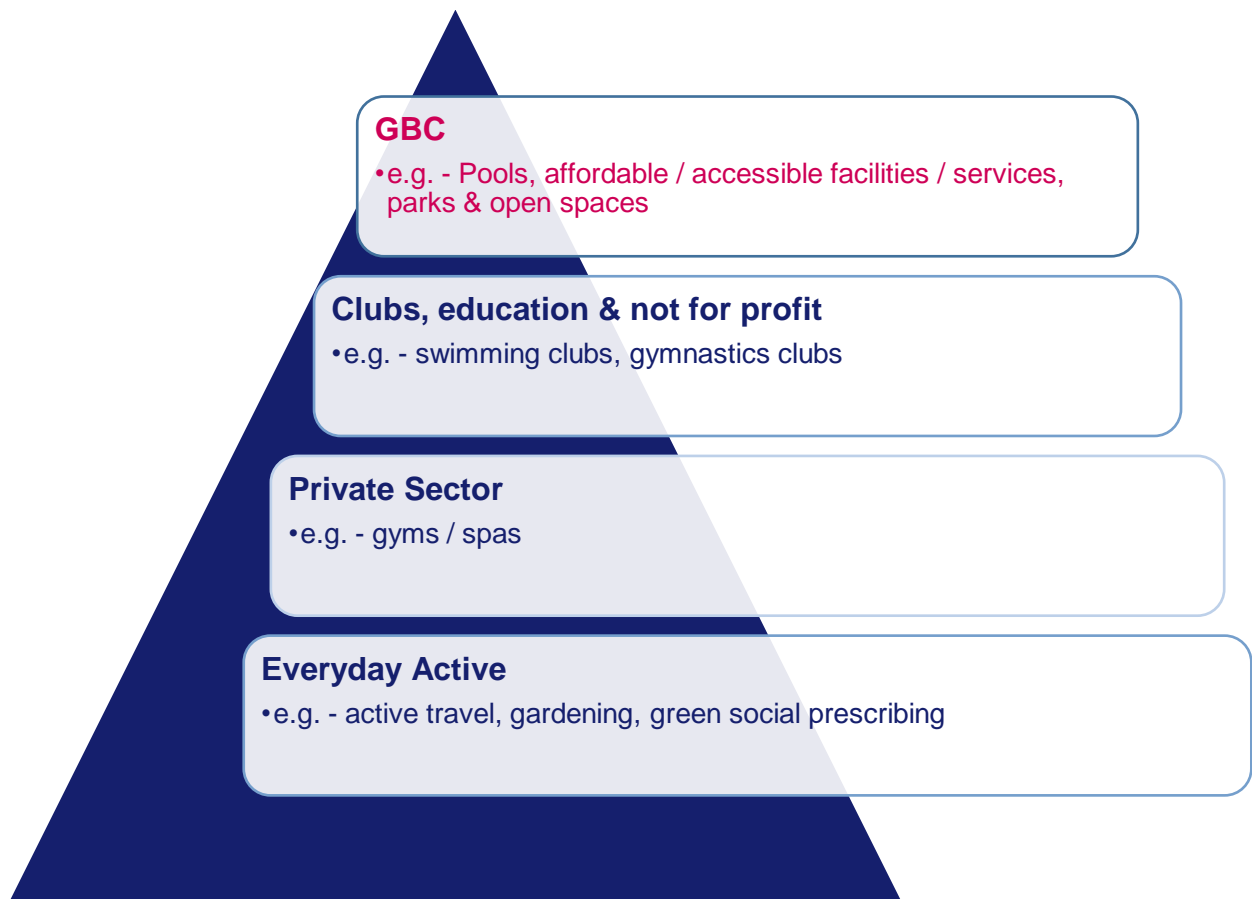 GBC
•e.g. - Pools, affordable / accessible facilities / services,
parks & open spaces
Clubs, education & not for profit
•e.g. - swimming clubs, gymnastics clubs
Private Sector
•e.g. - gyms / spas
Everyday Active
•e.g. - active travel, gardening, green social prescribing